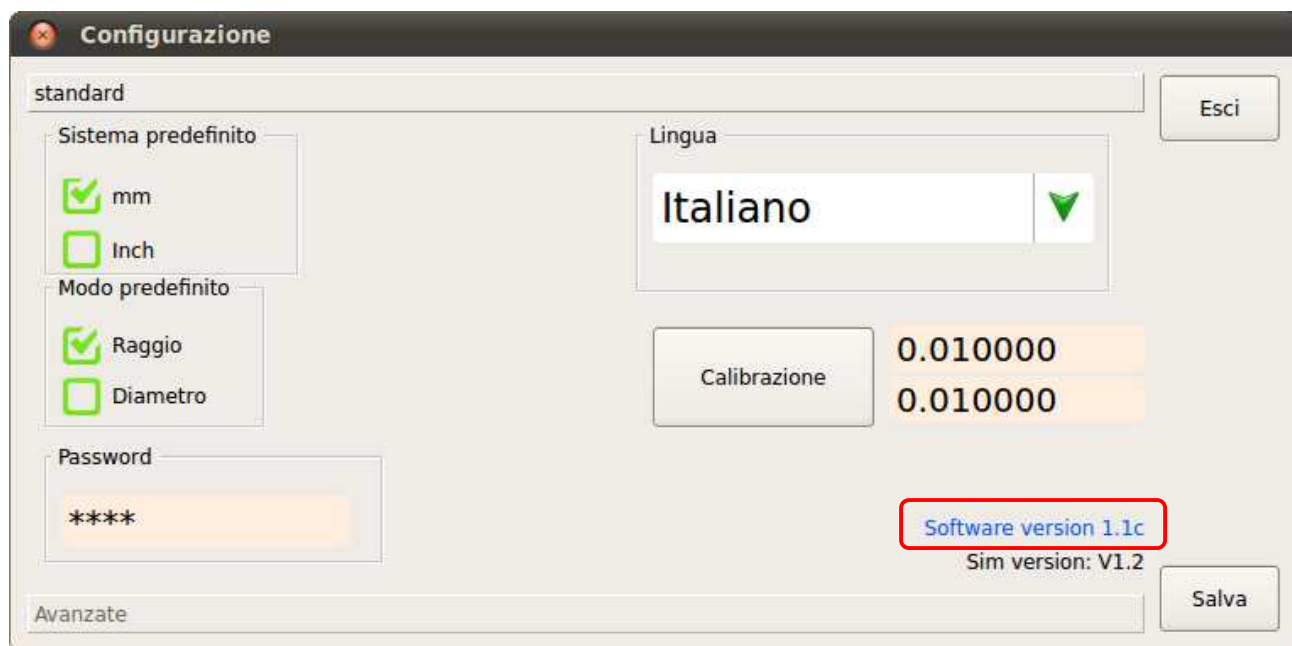 Configurazione
standard
Esci
Sistema predefinito
mm
Inch
Lingua
Italiano
Modo predefinito
Raggio
Diametro
Calibrazione
0.010000
0.010000
Password
****
Software version 1.1c
Sim version: V1.2
Avanzate
Salva